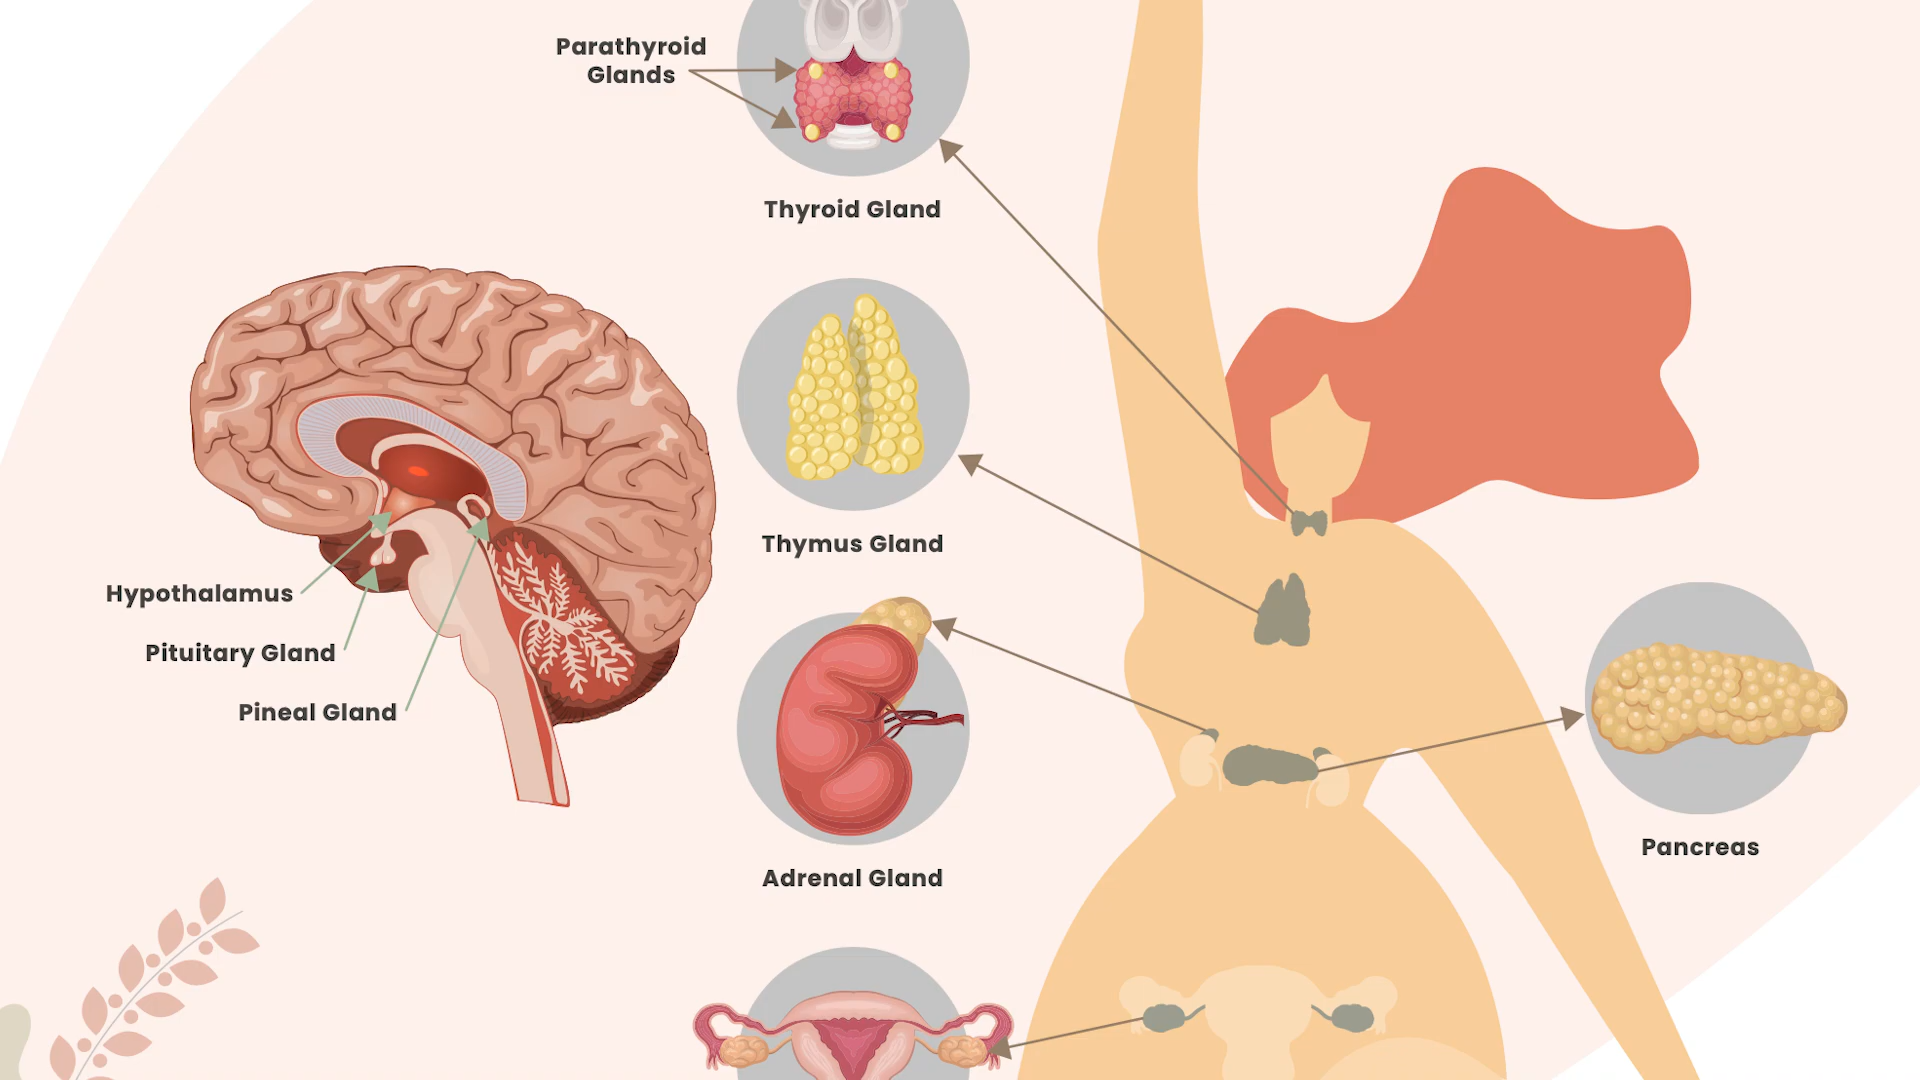 Parathyroid
Glands
Thyroid Gland
Thymus Gland
Hypothalamus
Pituitary Gland
Pineal Gland
Adrenal Gland
Pancreas